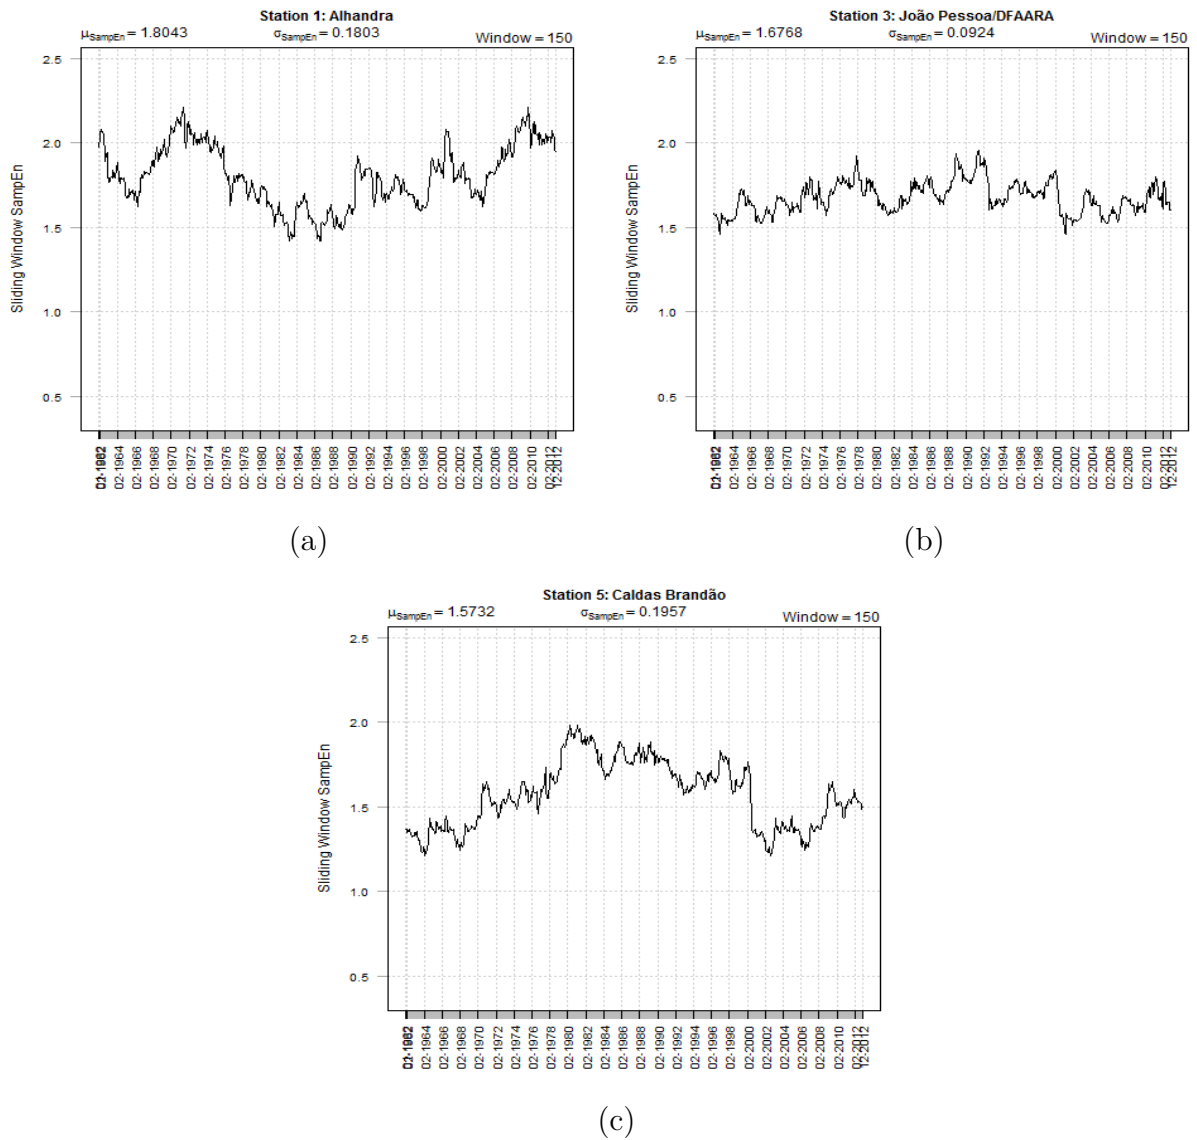 Station 1: Alhandra
μSampEn = 1.8043 σSampEn = 0.1803 Window = 150
Sliding Window SampEn
2.5
2.0
1.5
1.0
0.5
02-1962 02-1964 02-1966 02-1968 02-1970 02-1972 02-1974 02-1976 02-1978 02-1980 02-1982 02-1984 02-1986 02-1988 02-1990 02-1992 02-1994 02-1996 02-1998 02-2000 02-2002 02-2004 02-2006 02-2008 02-2010 02-2012 12-2012
(a)
Station 3: João Pessoa/DFAARA
μSampEn = 1.6768 σSampEn = 0.0924 Window = 150
Sliding Window SampEn
2.5
2.0
1.5
1.0
0.5
02-1964 02-1966 02-1968 02-1970 02-1972 02-1974 02-1976 02-1978 02-1980 02-1982 02-1984 02-1986 02-1988 02-1990 02-1992 02-1994 02-1996 02-1998 02-2000 02-2002 02-2004 02-2006 02-2008 02-2010 02-2012 12-2012
(b)
Station 5: Caldas Brandão
μSampEn = 1.5732 σSampEn = 0.1957 Window = 150
Sliding Window SampEn
2.5
2.0
1.5
1.0
0.5
02-1964 02-1966 02-1968 02-1970 02-1972 02-1974 02-1976 02-1978 02-1980 02-1982 02-1984 02-1986 02-1988 02-1990 02-1992 02-1994 02-1996 02-1998 02-2000 02-2002 02-2004 02-2006 02-2008 02-2010 02-2012 12-2012
(c)